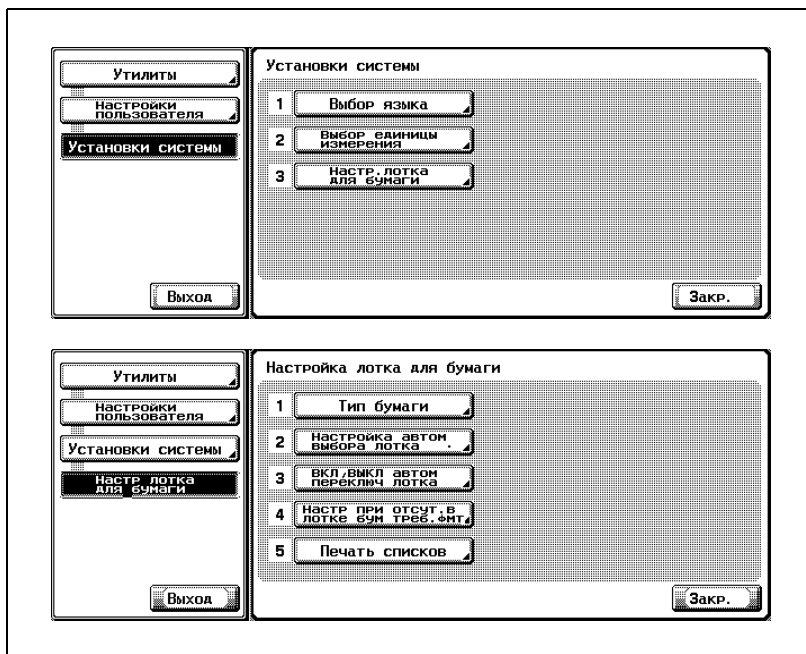 Утилиты
Настройки
пользователя
Установки системы
Выход
Установки системы
1 Выбор языка
2 Выбор единицы
измерения
3 Настр.лотка
для бумаги
Закр.
Утилиты
Настройки
пользователя
Установки системы
Настр лотка
для бумаги
Выход
Настройка лотка для бумаги
1 Тип бумаги
2 Настройка автом
выбора лотка .
3 ВКЛ/ВЫКЛ автом
переключ лотка
4 Настр при отсут.в
лотке бум треб.фмт
5 Печать списков
Закр.